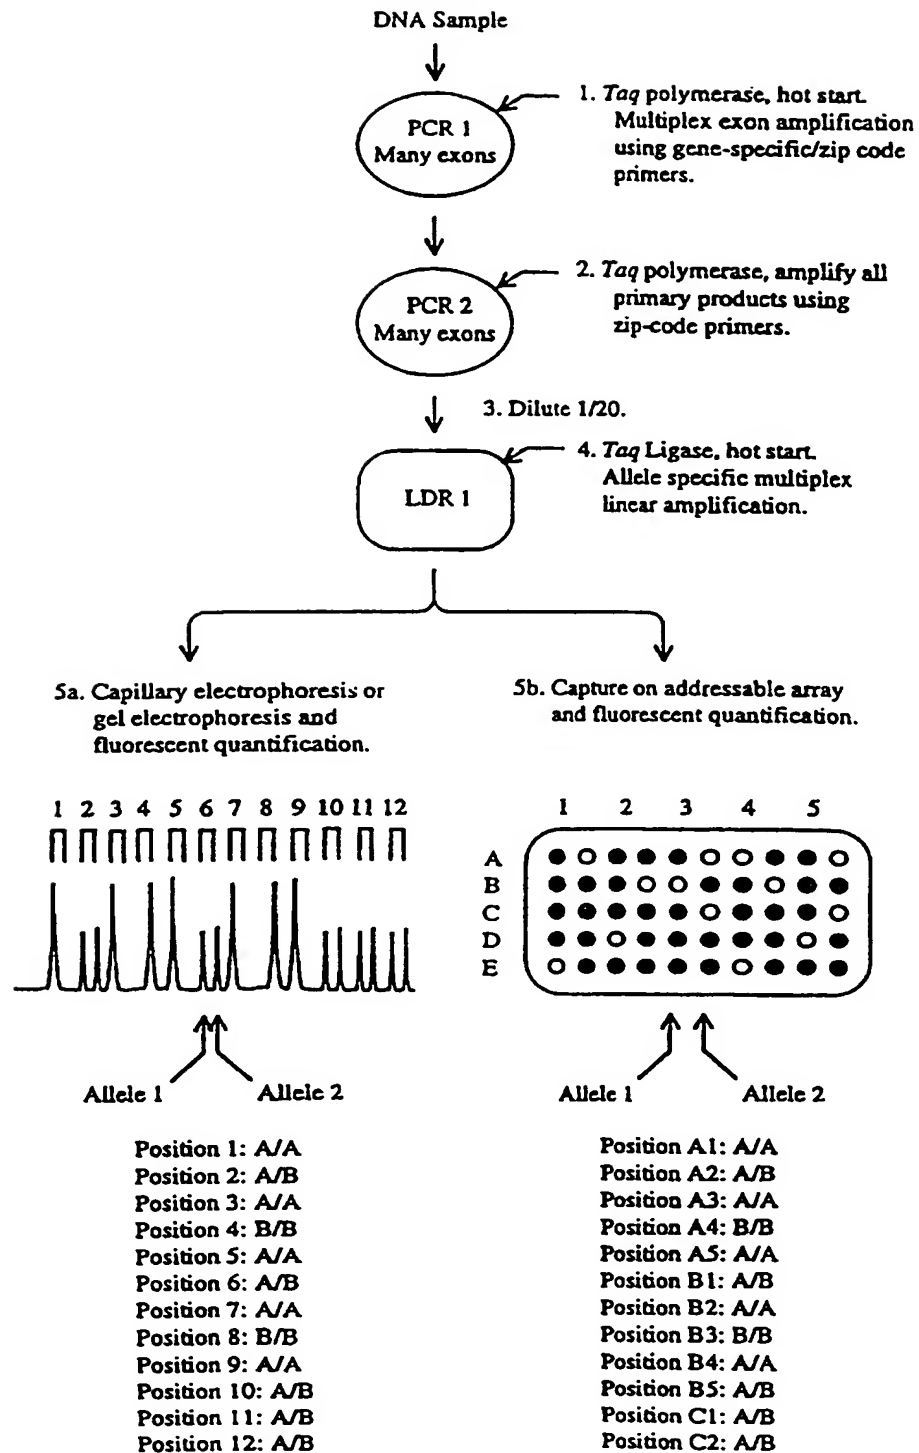 DNA Sample
PCR 1
Many exons
1. Taq polymerase, hot start.
Multiplex exon amplification
using gene-specific/zip code
primers.
PCR 2
Many exons
2. Taq polymerase, amplify all
primary products using
zip-code primers.
3. Dilute 1/20.
LDR 1
4. Taq Ligase, hot start.
Allele specific multiplex
linear amplification.
5a. Capillary electrophoresis or
gel electrophoresis and
fluorescent quantification.
5b. Capture on addressable array
and fluorescent quantification.
1 2 3 4 5 6 7 8 9 10 11 12
1 2 3 4 5
A
B
C
D
E
Allele 1 Allele 2
Allele 1 Allele 2
Position 1: A/A
Position 2: A/B
Position 3: A/A
Position 4: B/B
Position 5: A/A
Position 6: A/B
Position 7: A/A
Position 8: B/B
Position 9: A/A
Position 10: A/B
Position 11: A/B
Position 12: A/B
Position A1: A/A
Position A2: A/B
Position A3: A/A
Position A4: B/B
Position A5: A/A
Position B1: A/B
Position B2: A/A
Position B3: B/B
Position B4: A/A
Position B5: A/B
Position C1: A/B
Position C2: A/B